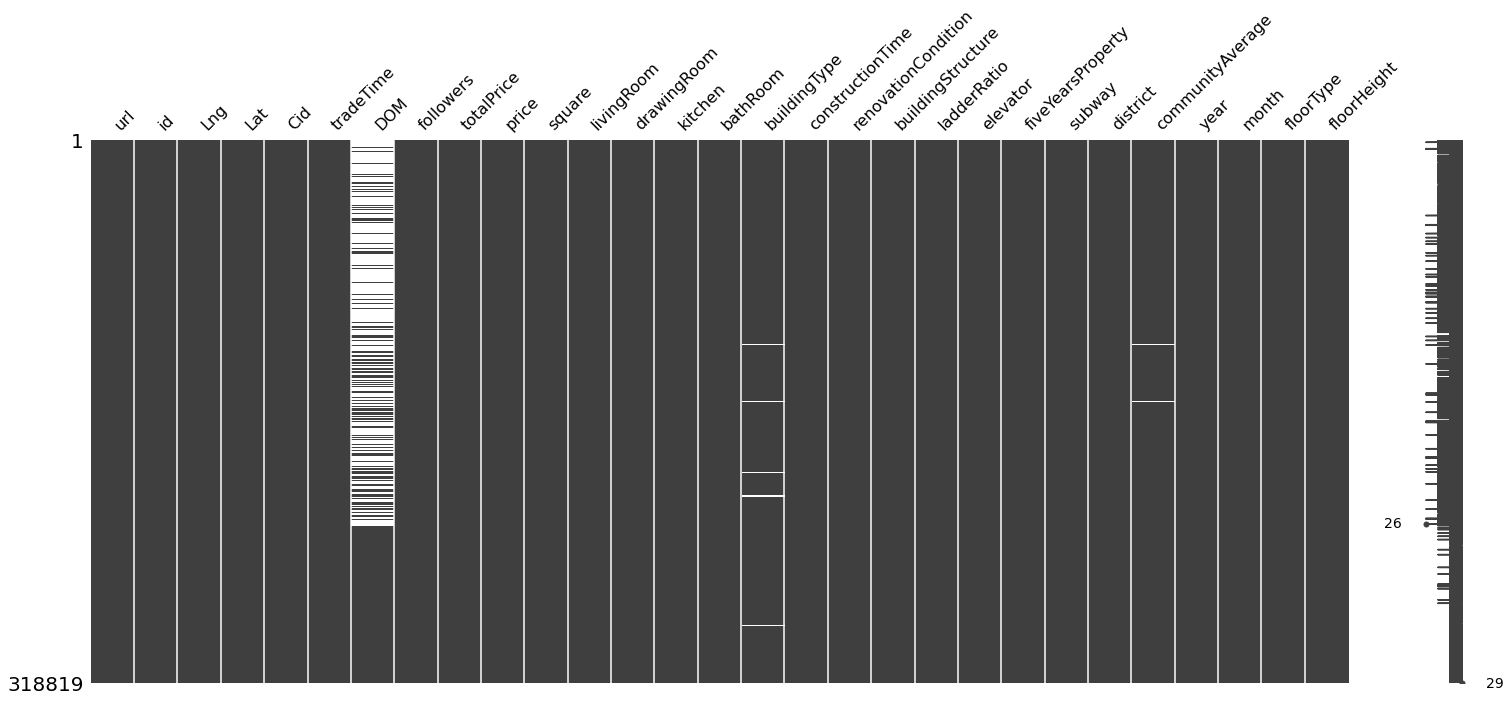 url
id
Lng
Lat
Cid
tradeTime
DOM
followers
totalPrice
price
square
livingRoom
drawingRoom
kitchen
bathRoom
buildingType
constructionTime
renovationCondition
buildingStructure
ladderRatio
elevator
fiveYearsProperty
subway
district
communityAverage
year
month
floorType
floorHeight
1
26
318819
29